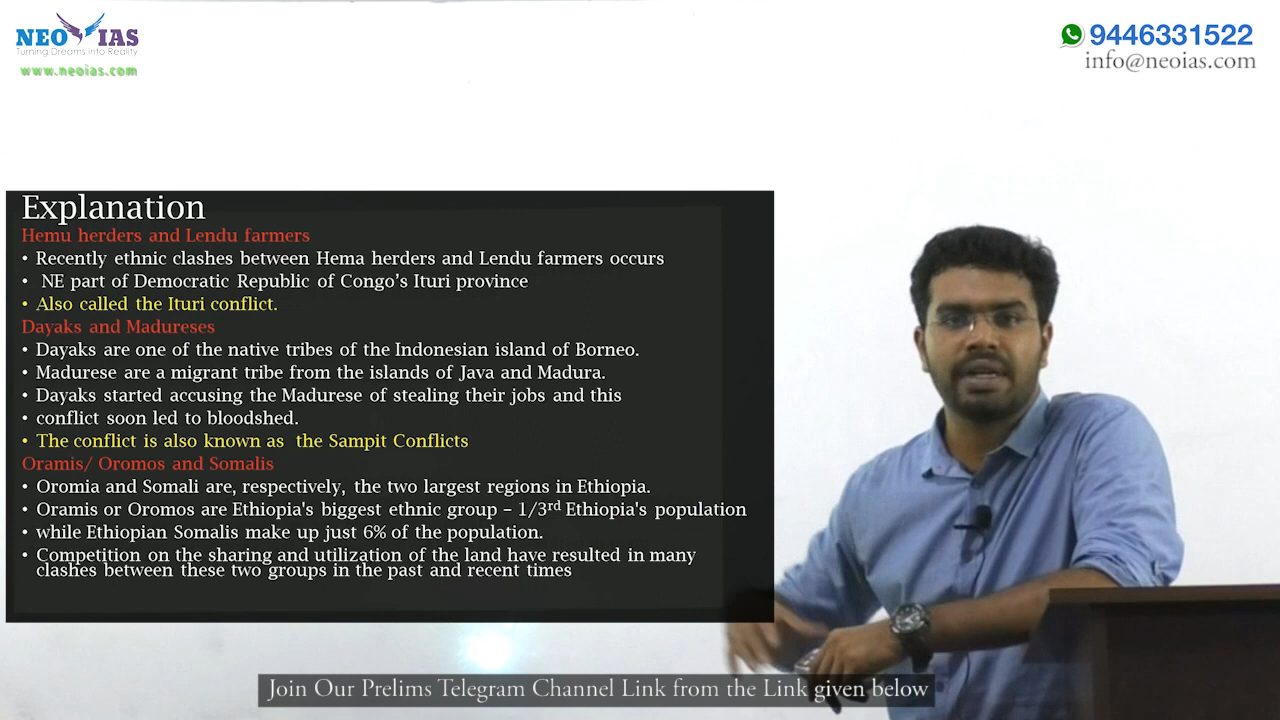 NEO IAS
Turning Dreams into Reality
www.neoias.com
9446331522
info@neoias.com
Explanation
Hemu herders and Lendu farmers
• Recently ethnic clashes between Hema herders and Lendu farmers occurs
• NE part of Democratic Republic of Congo's Ituri province
• Also called the Ituri conflict.
Dayaks and Madureses
• Dayaks are one of the native tribes of the Indonesian island of Borneo.
• Madurese are a migrant tribe from the islands of Java and Madura.
• Dayaks started accusing the Madurese of stealing their jobs and this
• conflict soon led to bloodshed.
• The conflict is also known as the Sampit Conflicts
Oramis/ Oromos and Somalis
• Oromia and Somali are, respectively, the two largest regions in Ethiopia.
• Oramis or Oromos are Ethiopia's biggest ethnic group – 1/3rd Ethiopia's population
• while Ethiopian Somalis make up just 6% of the population.
• Competition on the sharing and utilization of the land have resulted in many
clashes between these two groups in the past and recent times
Join Our Prelims Telegram Channel Link from the Link given below